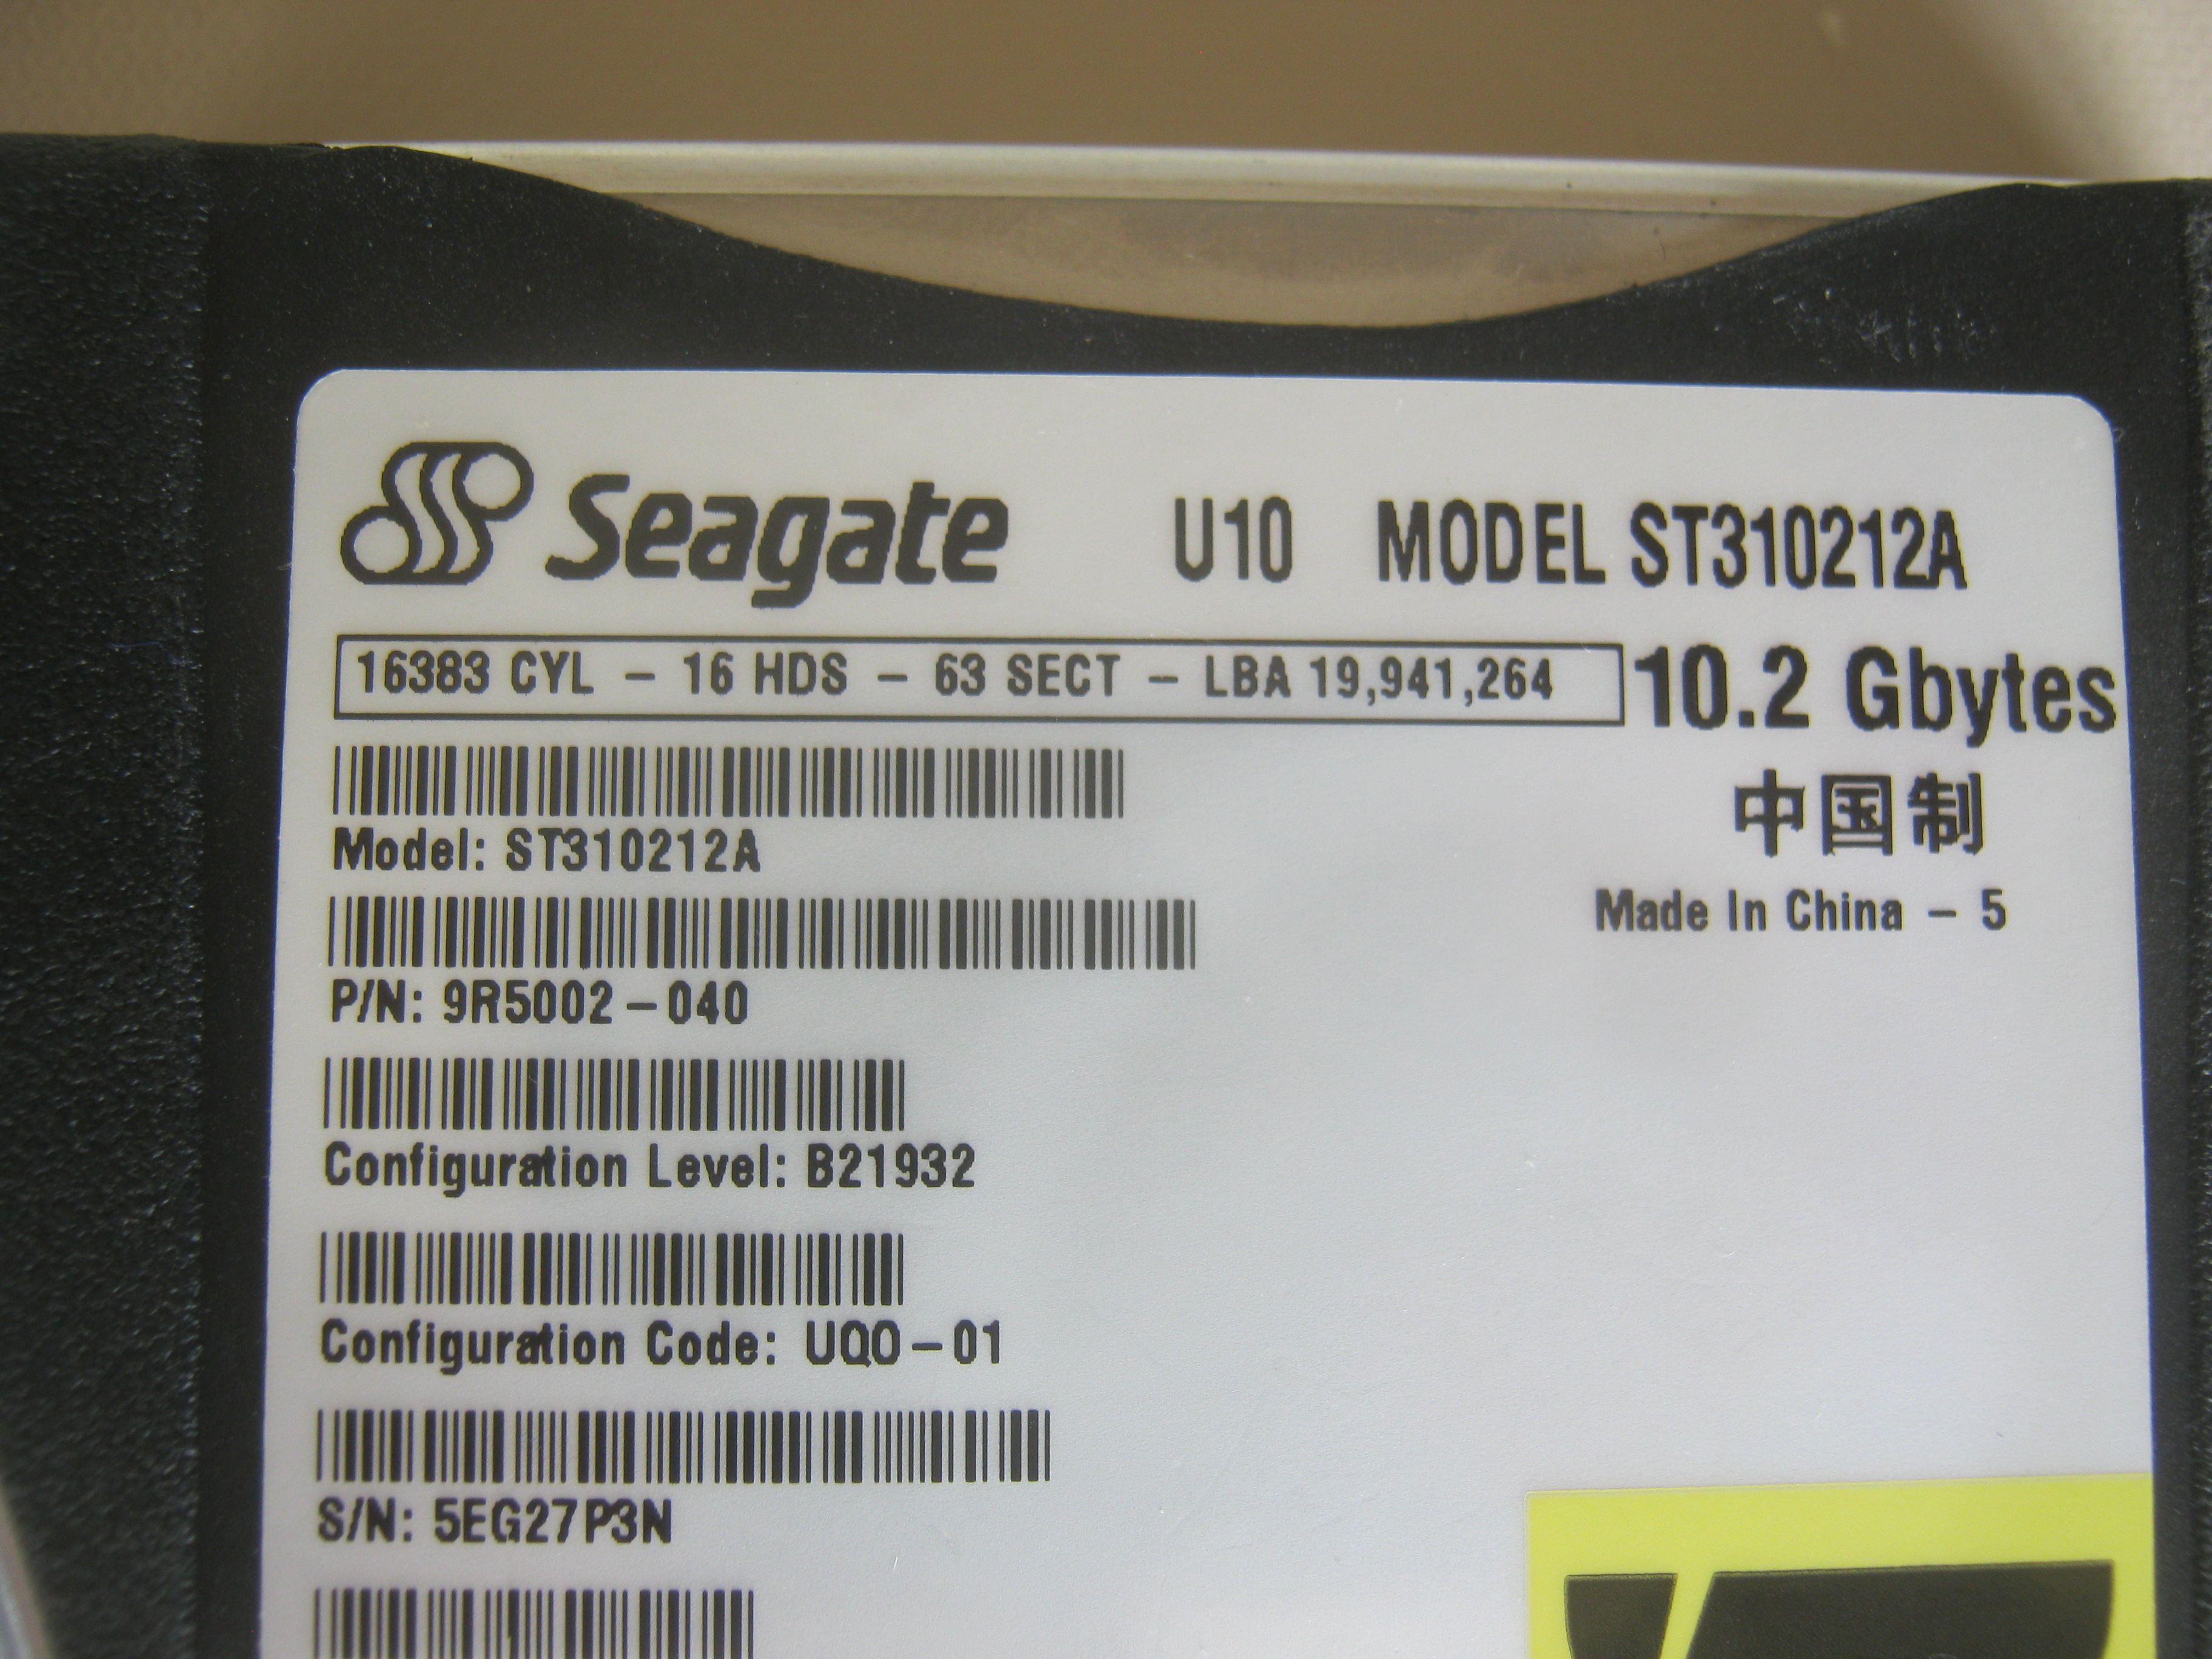 Seagate U10 MODEL ST310212A
16383 CYL – 16 HDS – 63 SECT – LBA 19,941,264 10.2 Gbytes
中国制
Made In China – 5
Model: ST310212A
P/N: 9R5002–040
Configuration Level: B21932
Configuration Code: UQO–01
S/N: 5EG27P3N